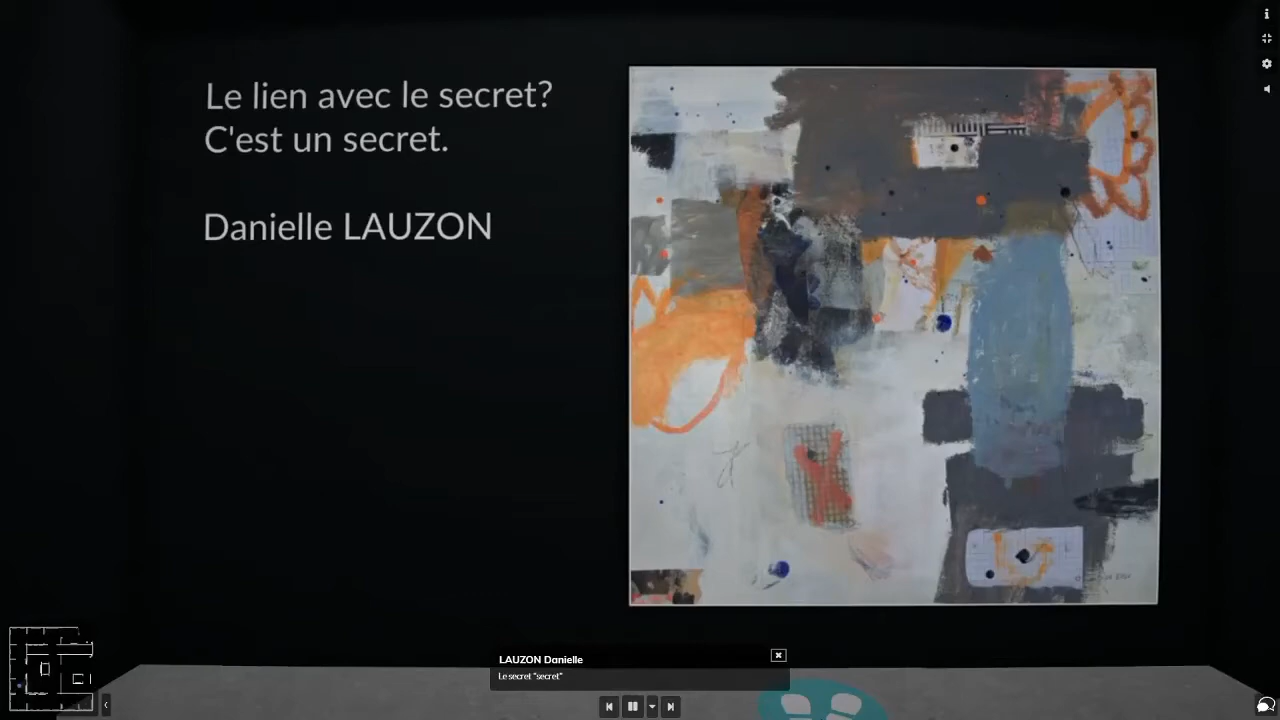 Le lien avec le secret?
C'est un secret.
Danielle LAUZON
LAUZON Danielle
Le secret "secret"